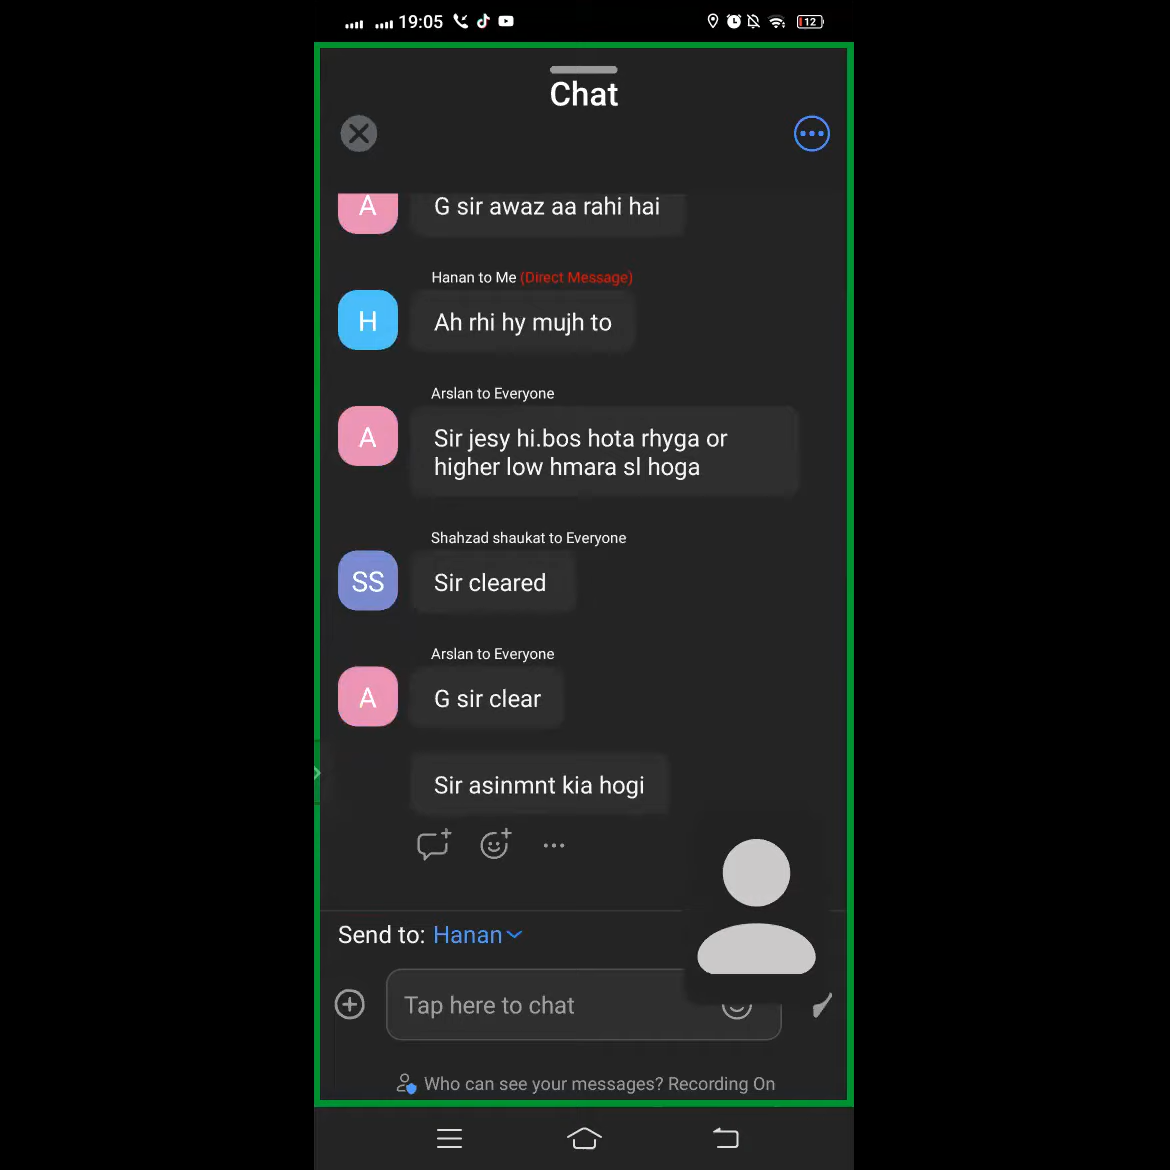 19:05
12
Chat
A
G sir awaz aa rahi hai
Hanan to Me (Direct Message)
H
Ah rhi hy mujh to
Arslan to Everyone
A
Sir jesy hi.bos hota rhyga or
higher low hmara sl hoga
Shahzad shaukat to Everyone
SS
Sir cleared
Arslan to Everyone
A
G sir clear
Sir asinmnt kia hogi
Send to: Hanan
Tap here to chat
Who can see your messages? Recording On